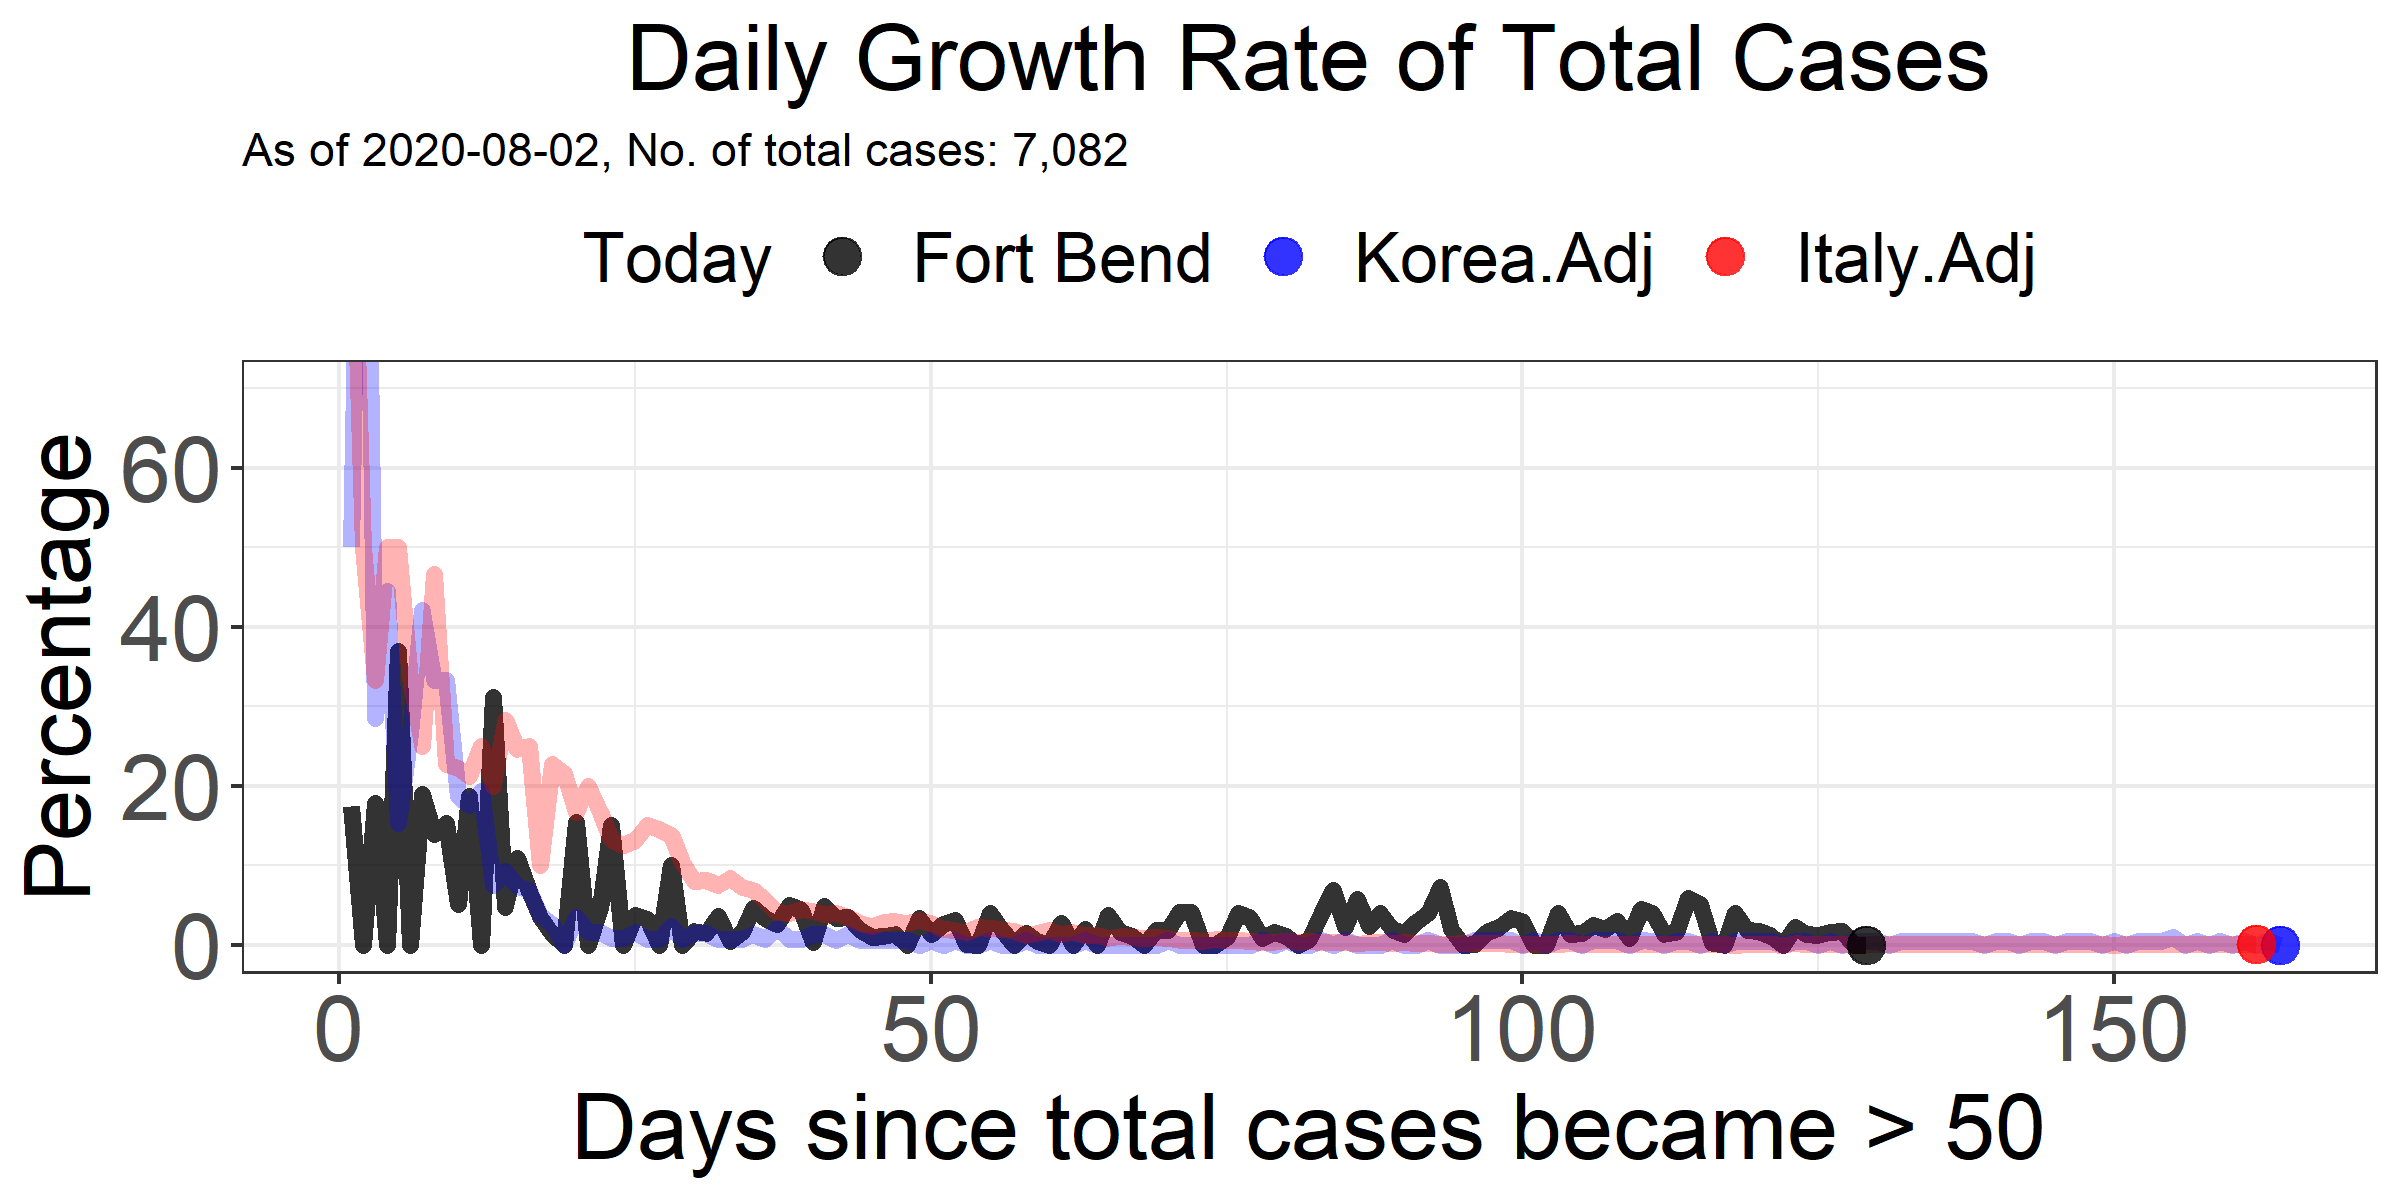 Daily Growth Rate of Total Cases
As of 2020-08-02, No. of total cases: 7,082
Today Fort Bend Korea.Adj Italy.Adj
Percentage
60
40
20
0
0 50 100 150
Days since total cases became > 50